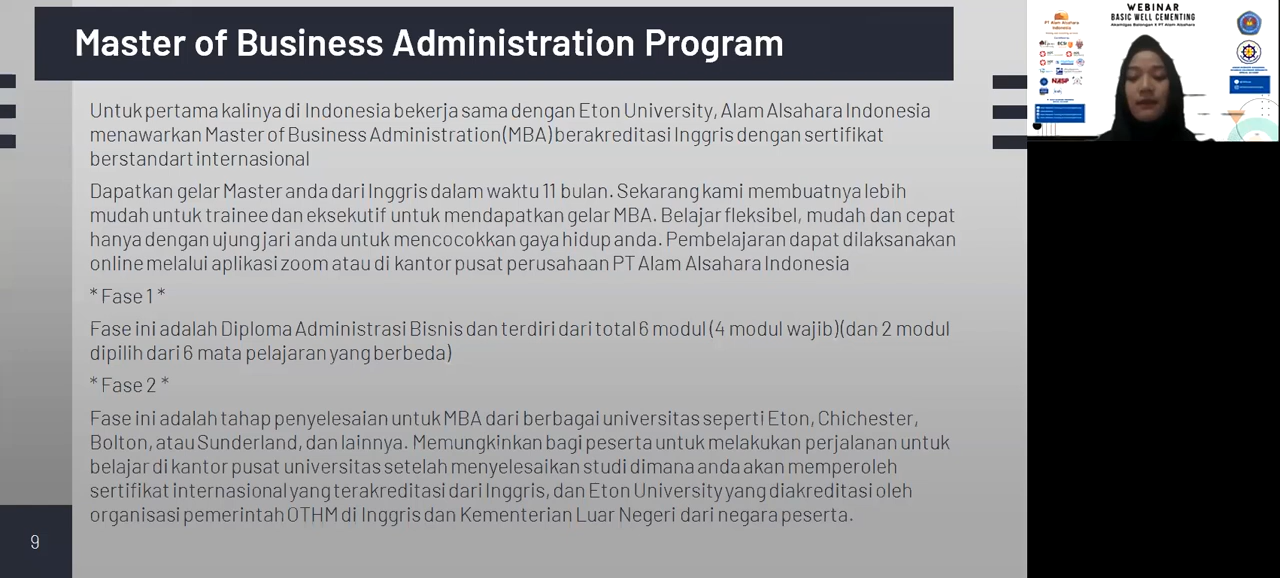 Master of Business Administration Program
Untuk pertama kalinya di Indonesia bekerja sama dengan Eton University, Alam Alsahara Indonesia
menawarkan Master of Business Administration (MBA) berakreditasi Inggris dengan sertifikat
berstandart internasional
Dapatkan gelar Master anda dari Inggris dalam waktu 11 bulan. Sekarang kami membuatnya lebih
mudah untuk trainee dan eksekutif untuk mendapatkan gelar MBA. Belajar fleksibel, mudah dan cepat
hanya dengan ujung jari anda untuk mencocokkan gaya hidup anda. Pembelajaran dapat dilaksanakan
online melalui aplikasi zoom atau di kantor pusat perusahaan PT Alam Alsahara Indonesia
* Fase 1 *
Fase ini adalah Diploma Administrasi Bisnis dan terdiri dari total 6 modul (4 modul wajib)(dan 2 modul
dipilih dari 6 mata pelajaran yang berbeda)
* Fase 2 *
Fase ini adalah tahap penyelesaian untuk MBA dari berbagai universitas seperti Eton, Chichester,
Bolton, atau Sunderland, dan lainnya. Memungkinkan bagi peserta untuk melakukan perjalanan untuk
belajar di kantor pusat universitas setelah menyelesaikan studi dimana anda akan memperoleh
sertifikat internasional yang terakreditasi dari Inggris, dan Eton University yang diakreditasi oleh
organisasi pemerintah OTHM di Inggris dan Kementerian Luar Negeri dari negara peserta.
9
WEBINAR
BASIC WELL CEMENTING
Akamigas Balongan X PT Alam Alsahara
PT Alam Alsahara
Indonesia